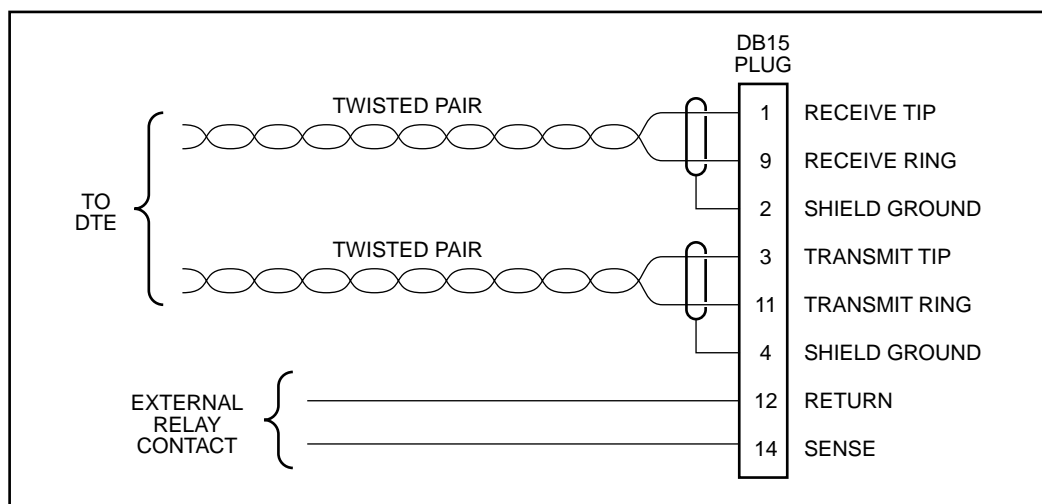 DB15
PLUG
TWISTED PAIR
1 RECEIVE TIP
9 RECEIVE RING
2 SHIELD GROUND
TO
DTE
TWISTED PAIR
3 TRANSMIT TIP
11 TRANSMIT RING
4 SHIELD GROUND
EXTERNAL
RELAY
CONTACT
12 RETURN
14 SENSE